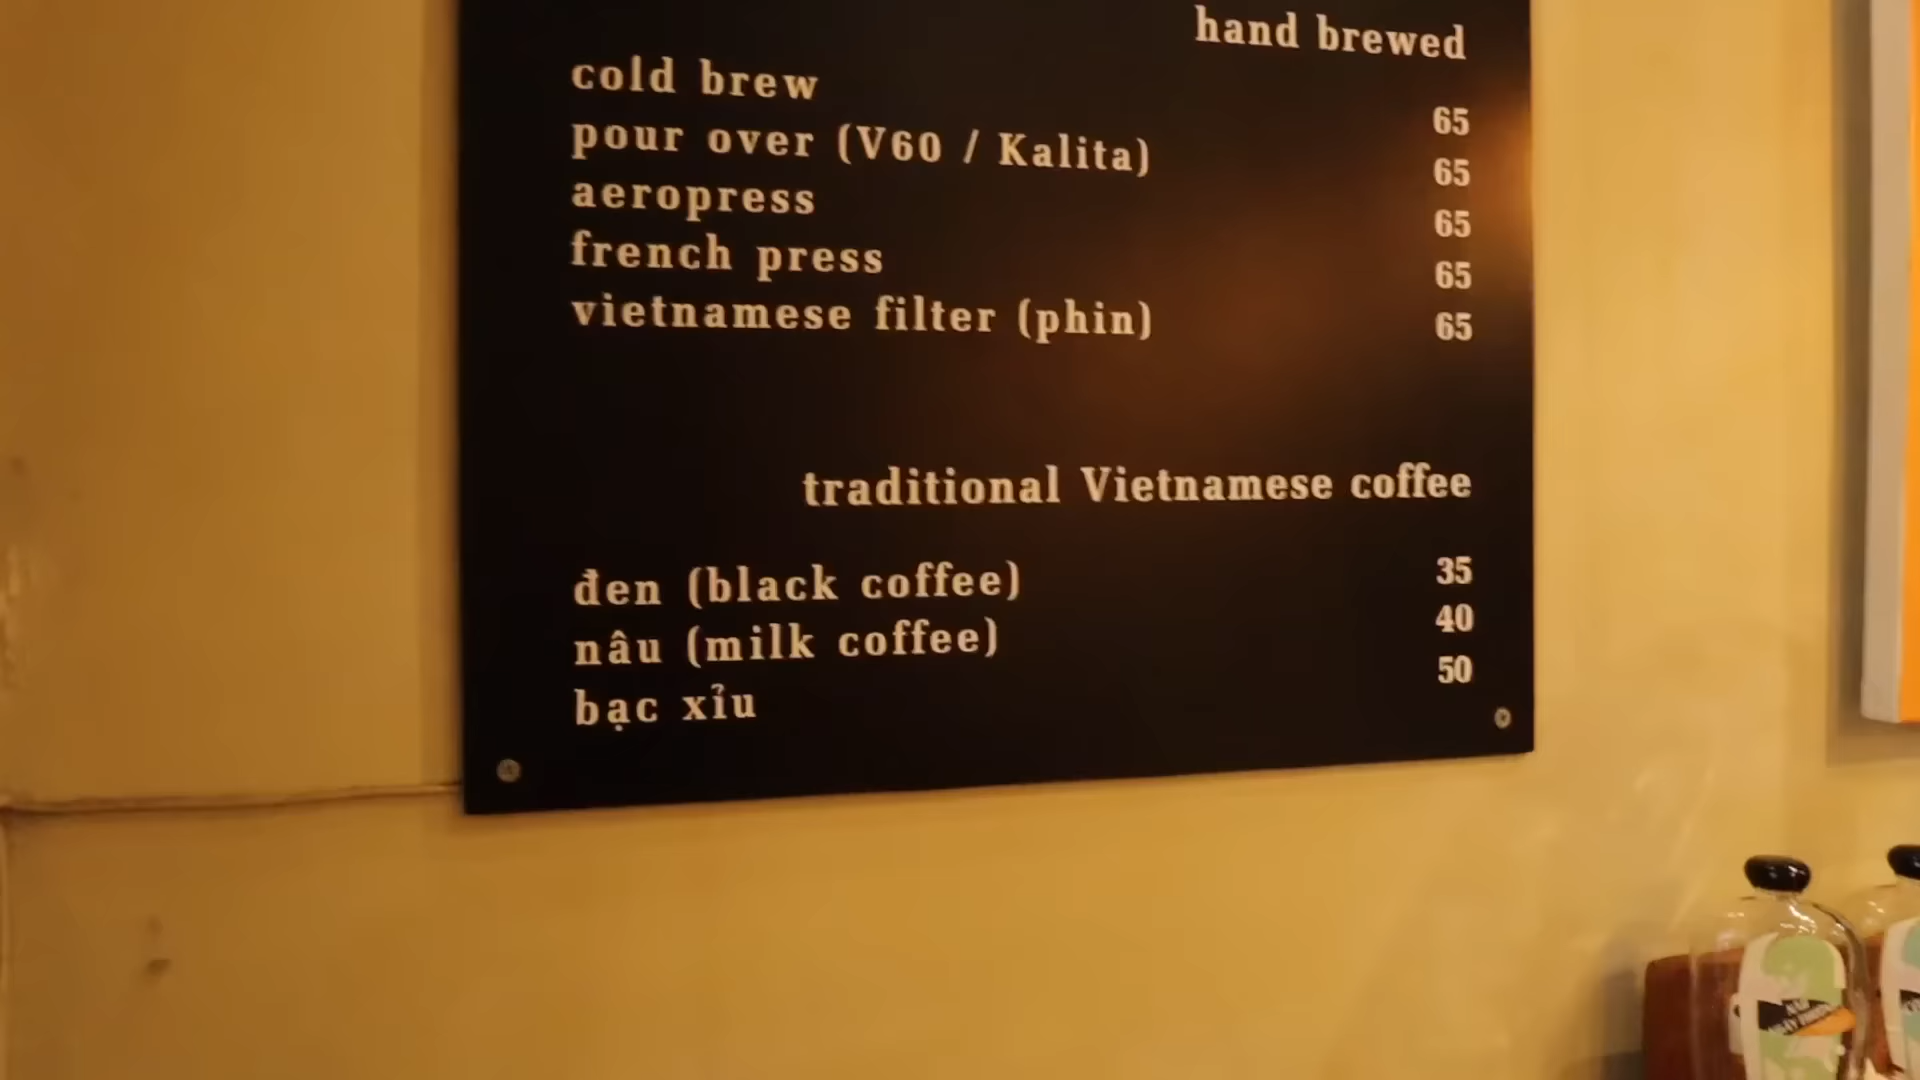 hand brewed
cold brew 65
pour over (V60 / Kalita) 65
aeropress 65
french press 65
vietnamese filter (phin) 65
traditional Vietnamese coffee
đen (black coffee) 35
nâu (milk coffee) 40
bạc xỉu 50